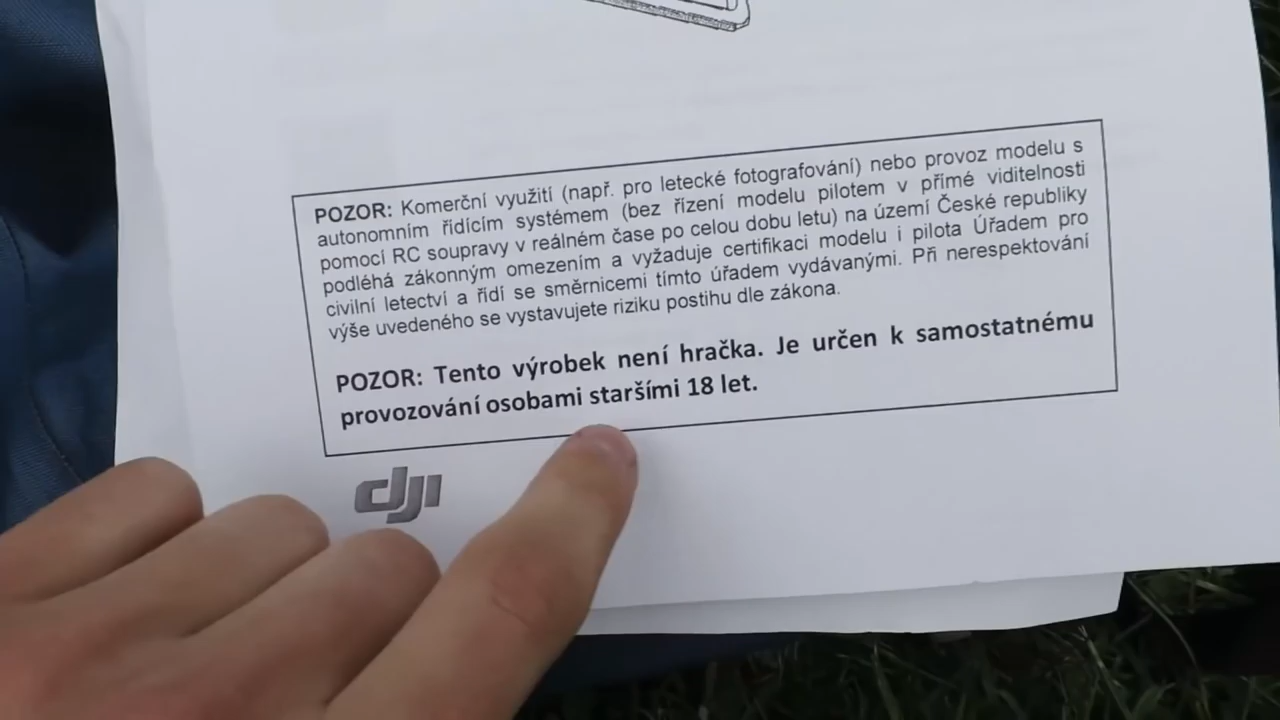 POZOR: Komerční využití (např. pro letecké fotografování) nebo provoz modelu s
autonomním řídícím systémem (bez řízení modelu pilotem v přímé viditelnosti
pomocí RC soupravy v reálném čase po celou dobu letu) na území České republiky
podléhá zákonným omezením a vyžaduje certifikaci modelu i pilota Úřadem pro
civilní letectví a řídí se směrnicemi tímto úřadem vydávanými. Při nerespektování
výše uvedeného se vystavujete riziku postihu dle zákona.
POZOR: Tento výrobek není hračka. Je určen k samostatnému
provozování osobami staršími 18 let.
dji